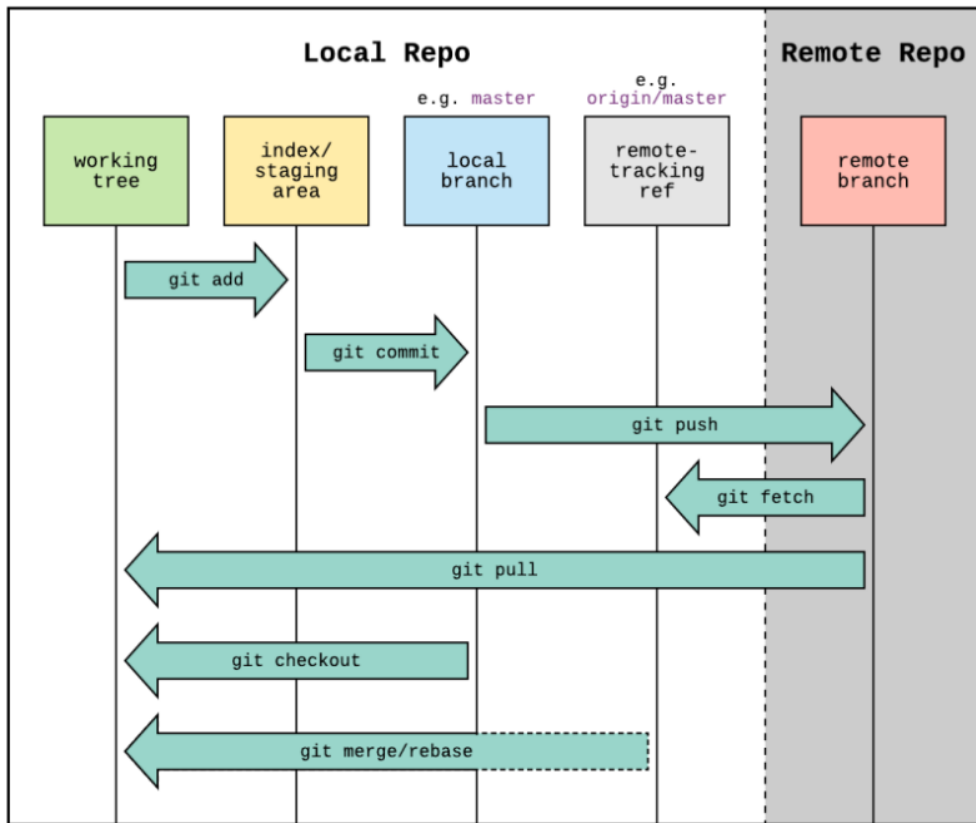 Local Repo
Remote Repo
e.g. master
e.g.
origin/master
working
tree
index/
staging
area
local
branch
remote-
tracking
ref
remote
branch
git add
git commit
git push
git fetch
git pull
git checkout
git merge/rebase